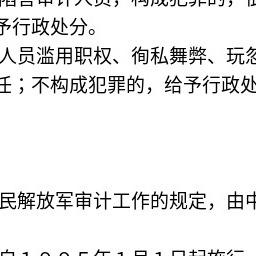 陷害审计人员，构成犯罪的，依
予行政处分。
人员滥用职权、徇私舞弊、玩忽
任；不构成犯罪的，给予行政处
民解放军审计工作的规定，由中
自１９９５年１月１日起施行